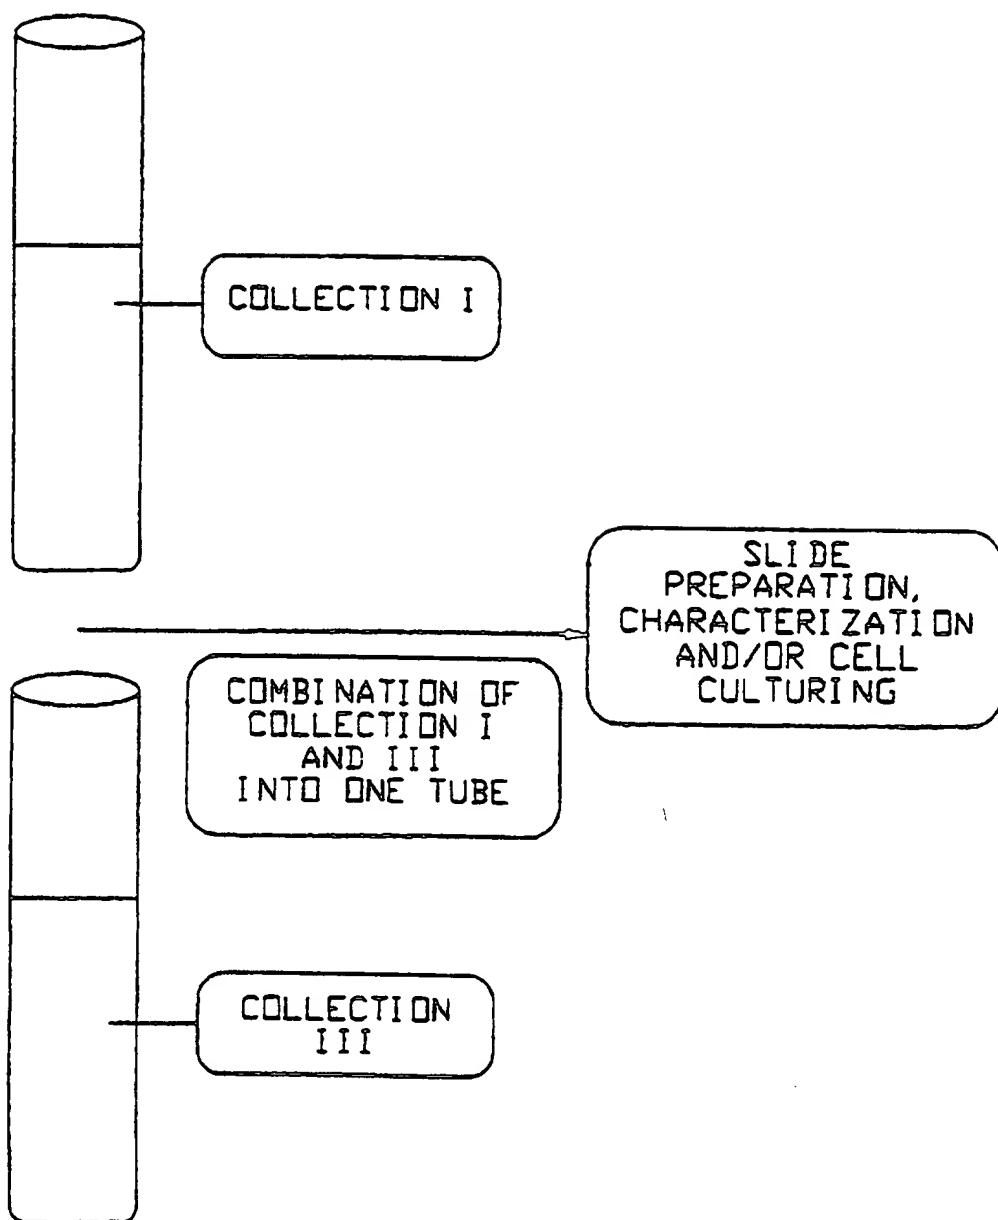 COLLECTION I
SLIDE
PREPARATION,
CHARACTERIZATION
AND/OR CELL
CULTURING
COMBINATION OF
COLLECTION I
AND III
INTO ONE TUBE
COLLECTION
III